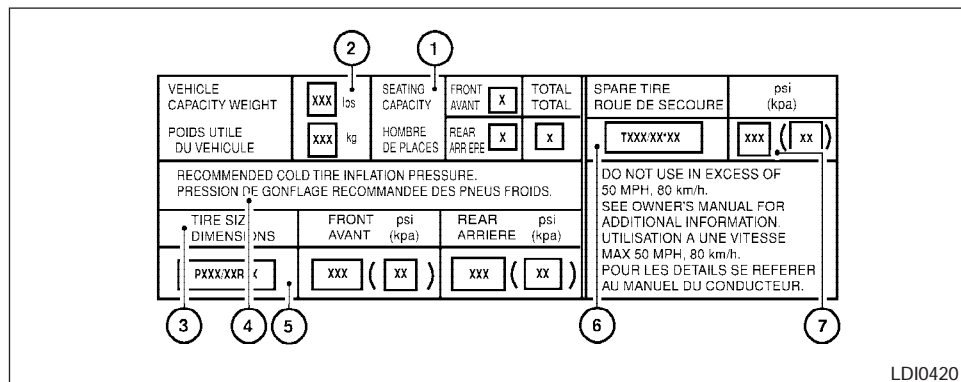 2
1
VEHICLE
CAPACITY WEIGHT
POIDS UTILE
DU VEHICULE
XXX lbs
XXX kg
SEATING
CAPACITY
HOMBRE
DE PLACES
FRONT
AVANT X
REAR
ARR ERE X
TOTAL
TOTAL
X
SPARE TIRE
ROUE DE SECOURE
psi
(kpa)
TXXX/XX*XX
XXX ( XX )
RECOMMENDED COLD TIRE INFLATION PRESSURE.
PRESSION DE GONFLAGE RECOMMANDEE DES PNEUS FROIDS.
TIRE SIZ
DIMENSIONS
FRONT psi
AVANT (kpa)
REAR psi
ARRIERE (kpa)
PXXX/XXR X
XXX ( XX )
XXX ( XX )
DO NOT USE IN EXCESS OF
50 MPH, 80 km/h.
SEE OWNER'S MANUAL FOR
ADDITIONAL INFORMATION.
UTILISATION A UNE VITESSE
MAX 50 MPH, 80 km/h.
POUR LES DETAILS SE REFERER
AU MANUEL DU CONDUCTEUR.
3
4
5
6
7
LDI0420